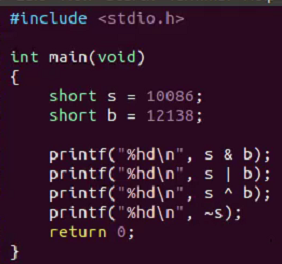 #include <stdio.h>
int main(void)
{
    short s = 10086;
    short b = 12138;
    printf("%hd\n", s & b);
    printf("%hd\n", s | b);
    printf("%hd\n", s ^ b);
    printf("%hd\n", ~s);
    return 0;
}